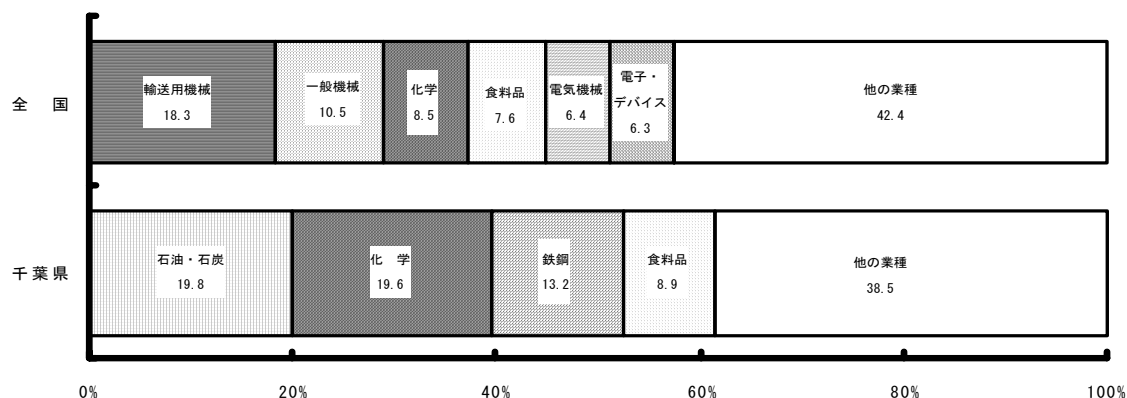 全　国
輸送用機械
18.3
一般機械
10.5
化学
8.5
食料品
7.6
電気機械
6.4
電子・
デバイス
6.3
他の業種
42.4
千葉県
石油・石炭
19.8
化　学
19.6
鉄鋼
13.2
食料品
8.9
他の業種
38.5
0%
20%
40%
60%
80%
100%